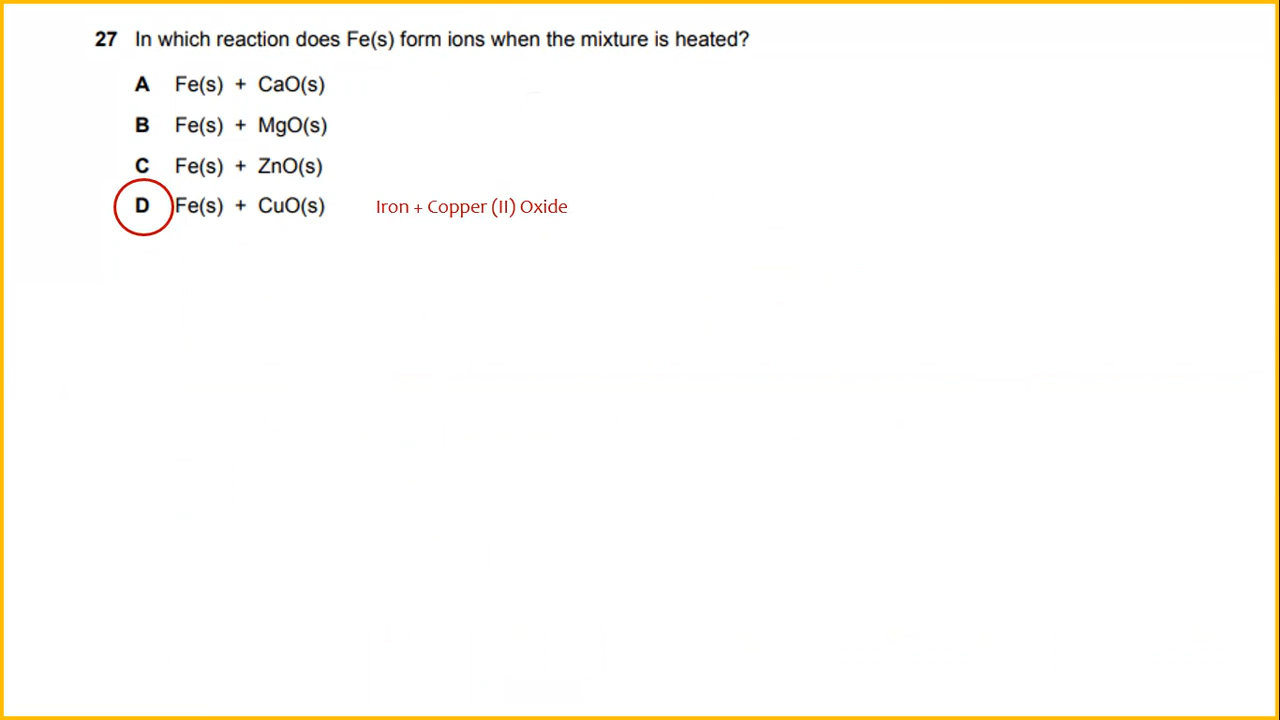 27 In which reaction does Fe(s) form ions when the mixture is heated?
A Fe(s) + CaO(s)
B Fe(s) + MgO(s)
C Fe(s) + ZnO(s)
D Fe(s) + CuO(s) Iron + Copper (II) Oxide